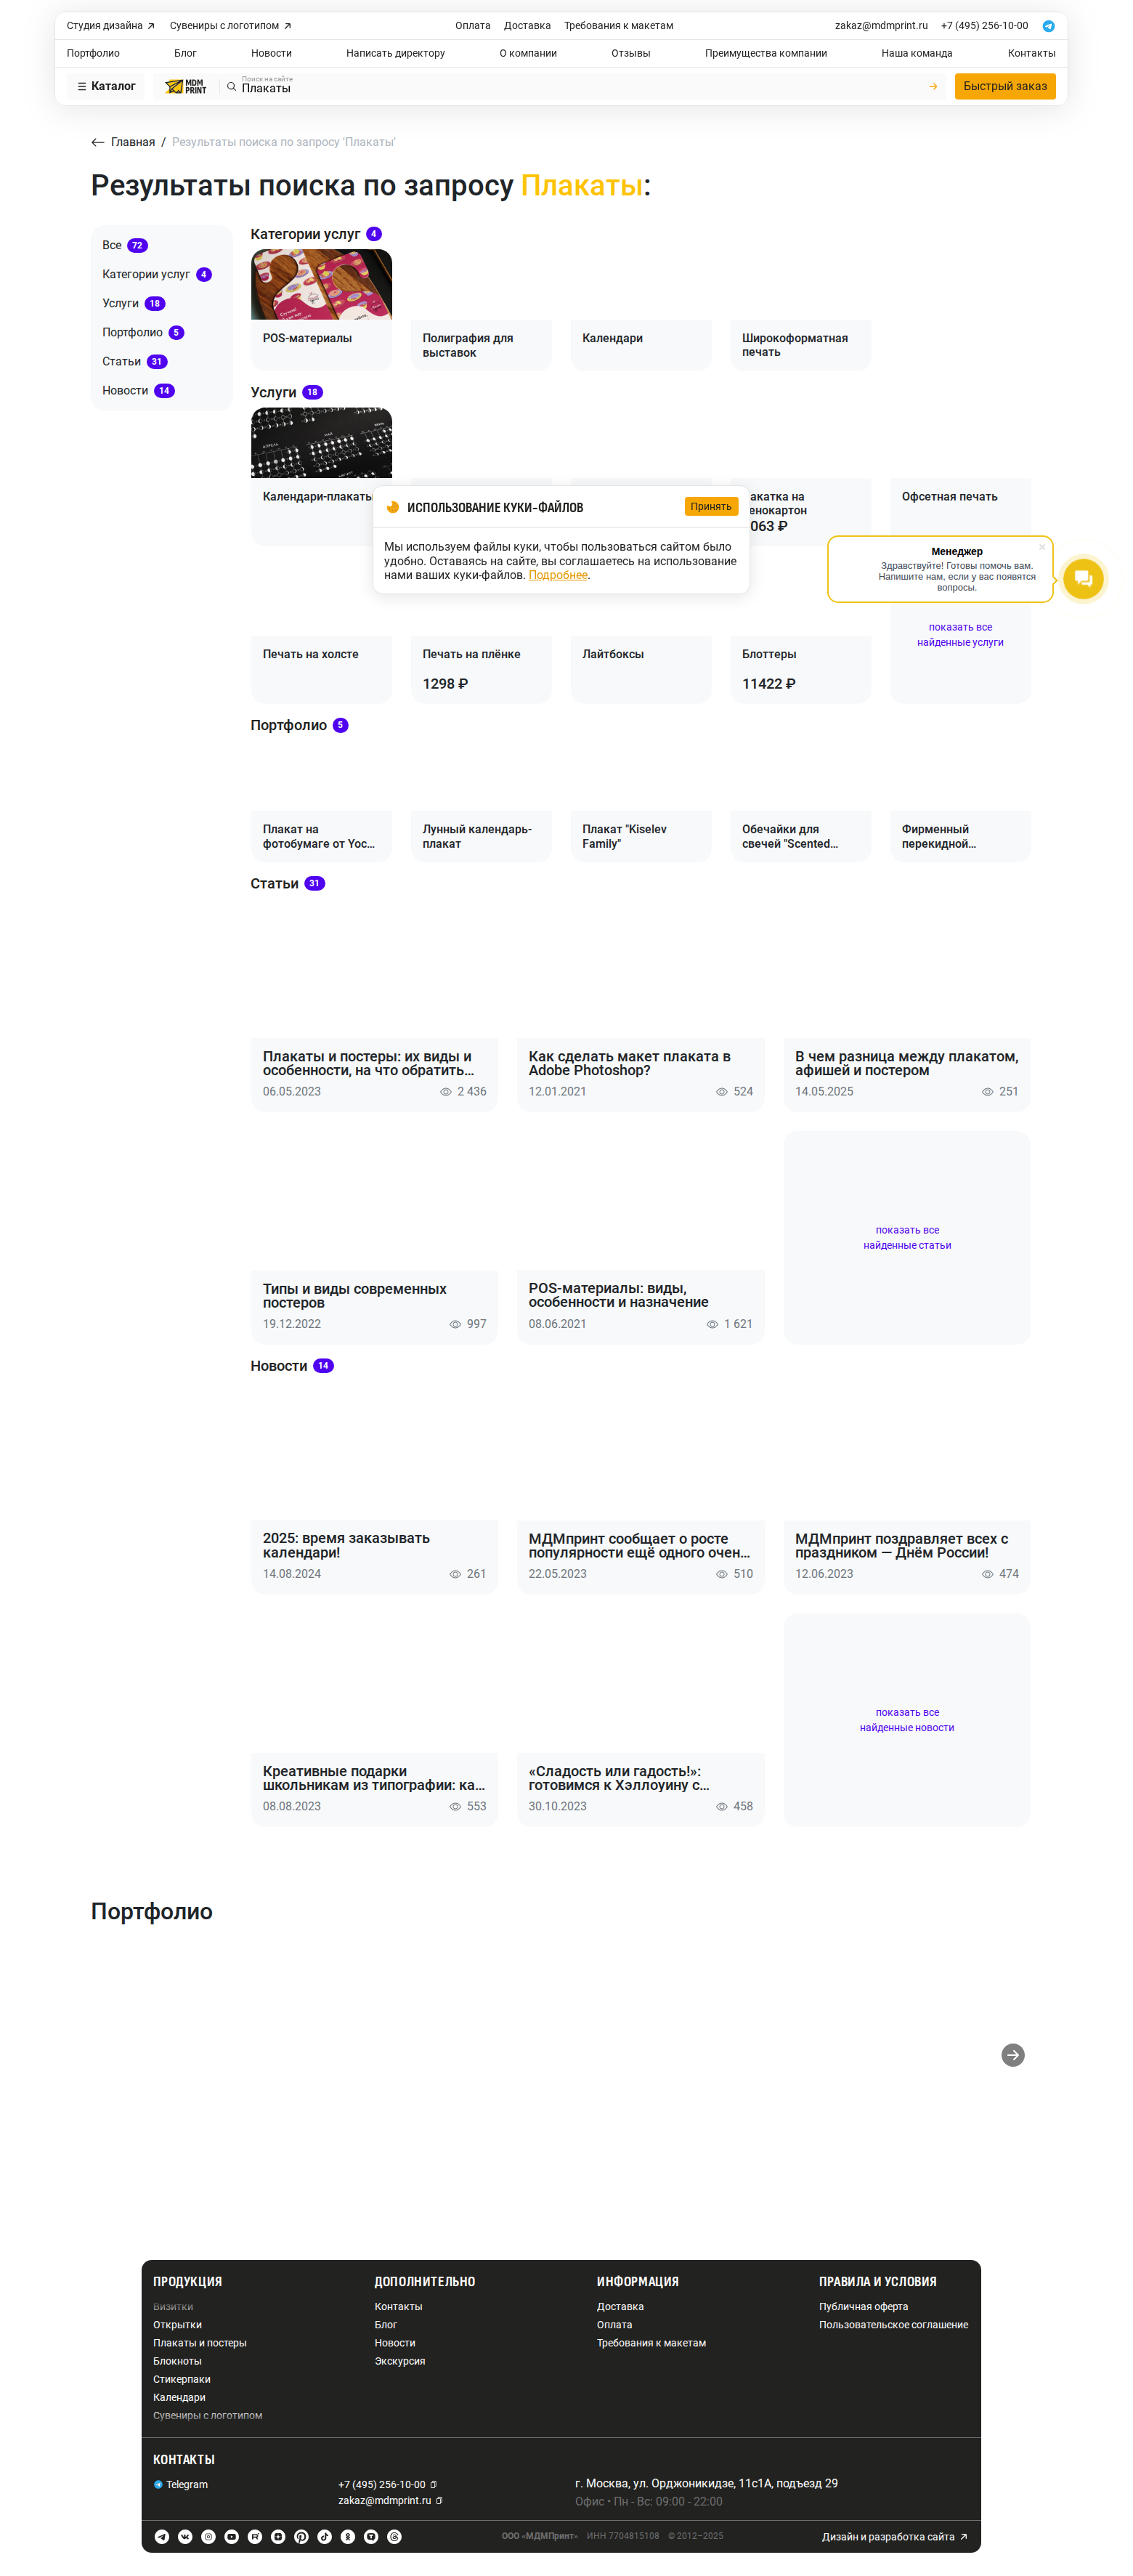 Студия дизайна
Сувениры с логотипом
Оплата
Доставка
Требования к макетам
zakaz@mdmprint.ru
+7 (495) 256-10-00
Портфолио
Блог
Новости
Написать директору
О компании
Отзывы
Преимущества компании
Наша команда
Контакты
Каталог
MDM
PRINT
Поиск на сайте
Плакаты
Быстрый заказ
Главная / Результаты поиска по запросу 'Плакаты'
Результаты поиска по запросу Плакаты:
Все 72
Категории услуг 4
Услуги 18
Портфолио 5
Статьи 31
Новости 14
Категории услуг 4
POS-материалы
Полиграфия для
выставок
Календари
Широкоформатная
печать
Услуги 18
Календари-плакаты
акатка на
енокартон
063 ₽
Офсетная печать
ИСПОЛЬЗОВАНИЕ КУКИ-ФАЙЛОВ
Принять
Мы используем файлы куки, чтобы пользоваться сайтом было
удобно. Оставаясь на сайте, вы соглашаетесь на использование
нами ваших куки-файлов. Подробнее.
Менеджер
Здравствуйте! Готовы помочь вам.
Напишите нам, если у вас появятся
вопросы.
показать все
найденные услуги
Печать на холсте
Печать на плёнке
1298 ₽
Лайтбоксы
Блоттеры
11422 ₽
Портфолио 5
Плакат на
фотобумаге от Yoc...
Лунный календарь-
плакат
Плакат "Kiselev
Family"
Обечайки для
свечей "Scented...
Фирменный
перекидной...
Статьи 31
Плакаты и постеры: их виды и
особенности, на что обратить...
06.05.2023
2 436
Как сделать макет плаката в
Adobe Photoshop?
12.01.2021
524
В чем разница между плакатом,
афишей и постером
14.05.2025
251
Типы и виды современных
постеров
19.12.2022
997
POS-материалы: виды,
особенности и назначение
08.06.2021
1 621
показать все
найденные статьи
Новости 14
2025: время заказывать
календари!
14.08.2024
261
МДМпринт сообщает о росте
популярности ещё одного очен...
22.05.2023
510
МДМпринт поздравляет всех с
праздником — Днём России!
12.06.2023
474
Креативные подарки
школьникам из типографии: ка...
08.08.2023
553
«Сладость или гадость!»:
готовимся к Хэллоуину с...
30.10.2023
458
показать все
найденные новости
Портфолио
ПРОДУКЦИЯ
Визитки
Открытки
Плакаты и постеры
Блокноты
Стикерпаки
Календари
Сувениры с логотипом
ДОПОЛНИТЕЛЬНО
Контакты
Блог
Новости
Экскурсия
ИНФОРМАЦИЯ
Доставка
Оплата
Требования к макетам
ПРАВИЛА И УСЛОВИЯ
Публичная оферта
Пользовательское соглашение
КОНТАКТЫ
Telegram
+7 (495) 256-10-00
zakaz@mdmprint.ru
г. Москва, ул. Орджоникидзе, 11с1А, подъезд 29
Офис • Пн - Вс: 09:00 - 22:00
ООО «МДМПринт» ИНН 7704815108 © 2012–2025
Дизайн и разработка сайта